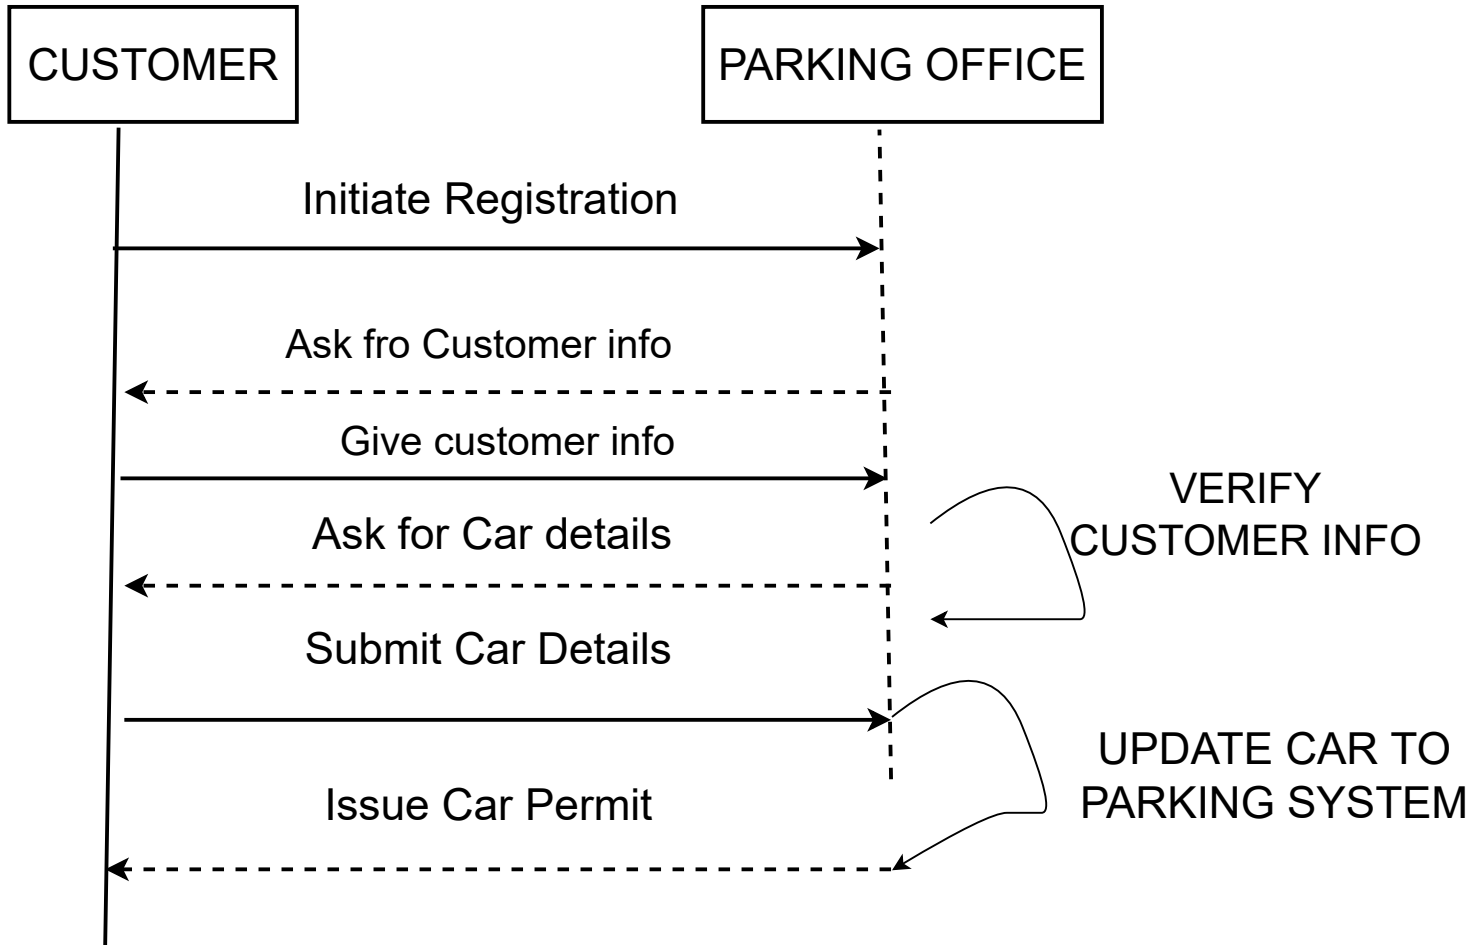 CUSTOMER
PARKING OFFICE
Initiate Registration
Ask fro Customer info
Give customer info
VERIFY
CUSTOMER INFO
Ask for Car details
Submit Car Details
UPDATE CAR TO
PARKING SYSTEM
Issue Car Permit